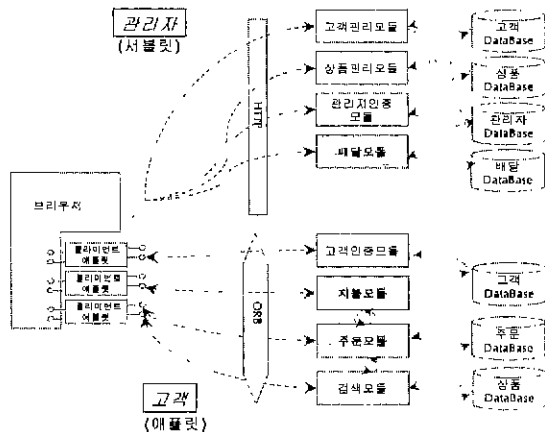 관리자
(서블릿)
고객관리모듈
상품관리모듈
관리자인증
모듈
배달모듈
HTTP
고객
DataBase
상품
DataBase
관리자
DataBase
배달
DataBase
브라우저
클라이언트
애플릿
클라이언트
애플릿
클라이언트
애플릿
ORB
고객인증모듈
지불모듈
주문모듈
검색모듈
고객
DataBase
주문
DataBase
상품
DataBase
고객
(애플릿)